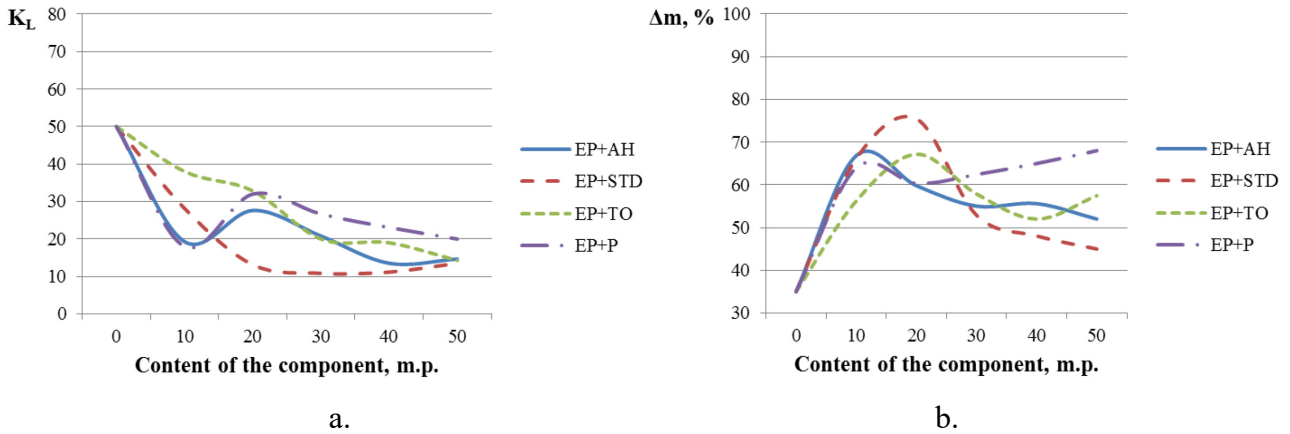 K_L
80
70
60
50
40
30
20
10
0
0 10 20 30 40 50
Content of the component, m.p.
EP+AH
EP+STD
EP+TO
EP+P
a.
Δm, %
100
90
80
70
60
50
40
30
0 10 20 30 40 50
Content of the component, m.p.
EP+AH
EP+STD
EP+TO
EP+P
b.